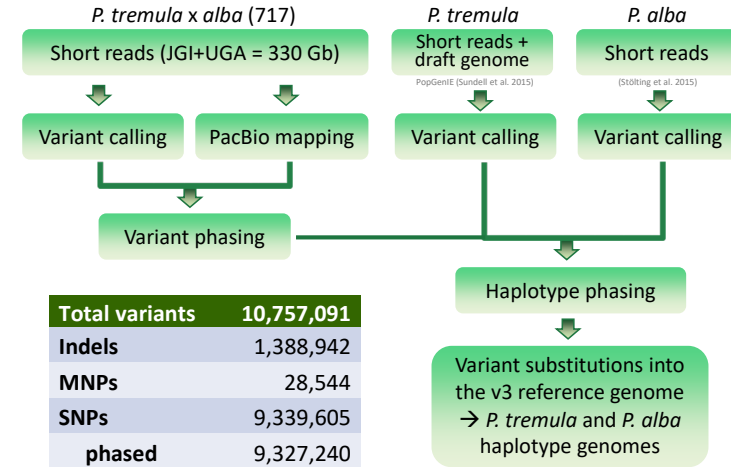 P. tremula x alba (717)
P. tremula
P. alba
Short reads (JGI+UGA = 330 Gb)
Short reads +
draft genome
Short reads
PopGenIE (Sundell et al. 2015)
(Stölting et al. 2015)
Variant calling
PacBio mapping
Variant calling
Variant calling
Variant phasing
Haplotype phasing
Total variants 10,757,091
Indels 1,388,942
MNPs 28,544
SNPs 9,339,605
phased 9,327,240
Variant substitutions into
the v3 reference genome
→ P. tremula and P. alba
haplotype genomes